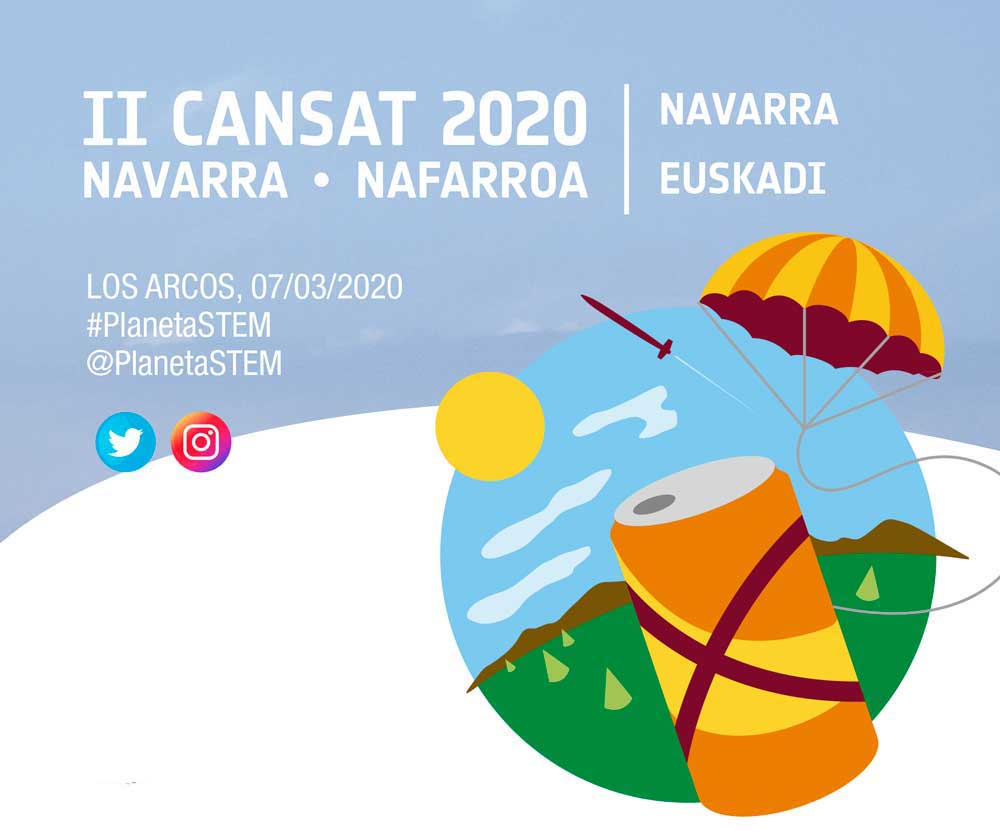 II CANSAT 2020
NAVARRA • NAFARROA
NAVARRA
EUSKADI
LOS ARCOS, 07/03/2020
#PlanetaSTEM
@PlanetaSTEM